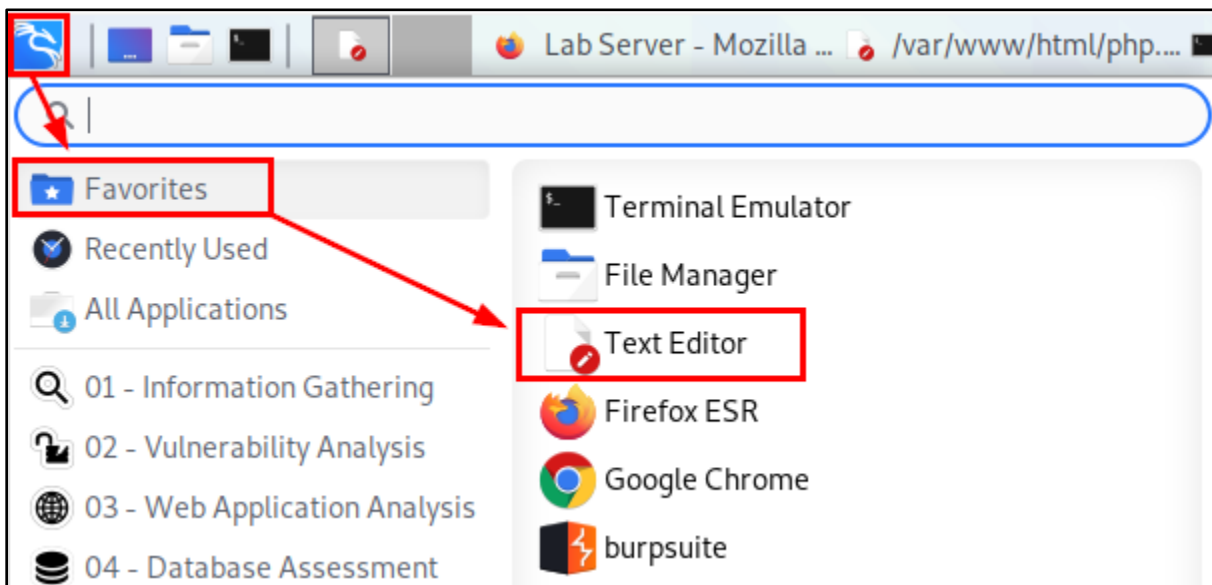 Lab Server - Mozilla ... /var/www/html/php....
Favorites
Recently Used
All Applications
01 - Information Gathering
02 - Vulnerability Analysis
03 - Web Application Analysis
04 - Database Assessment
Terminal Emulator
File Manager
Text Editor
Firefox ESR
Google Chrome
burpsuite